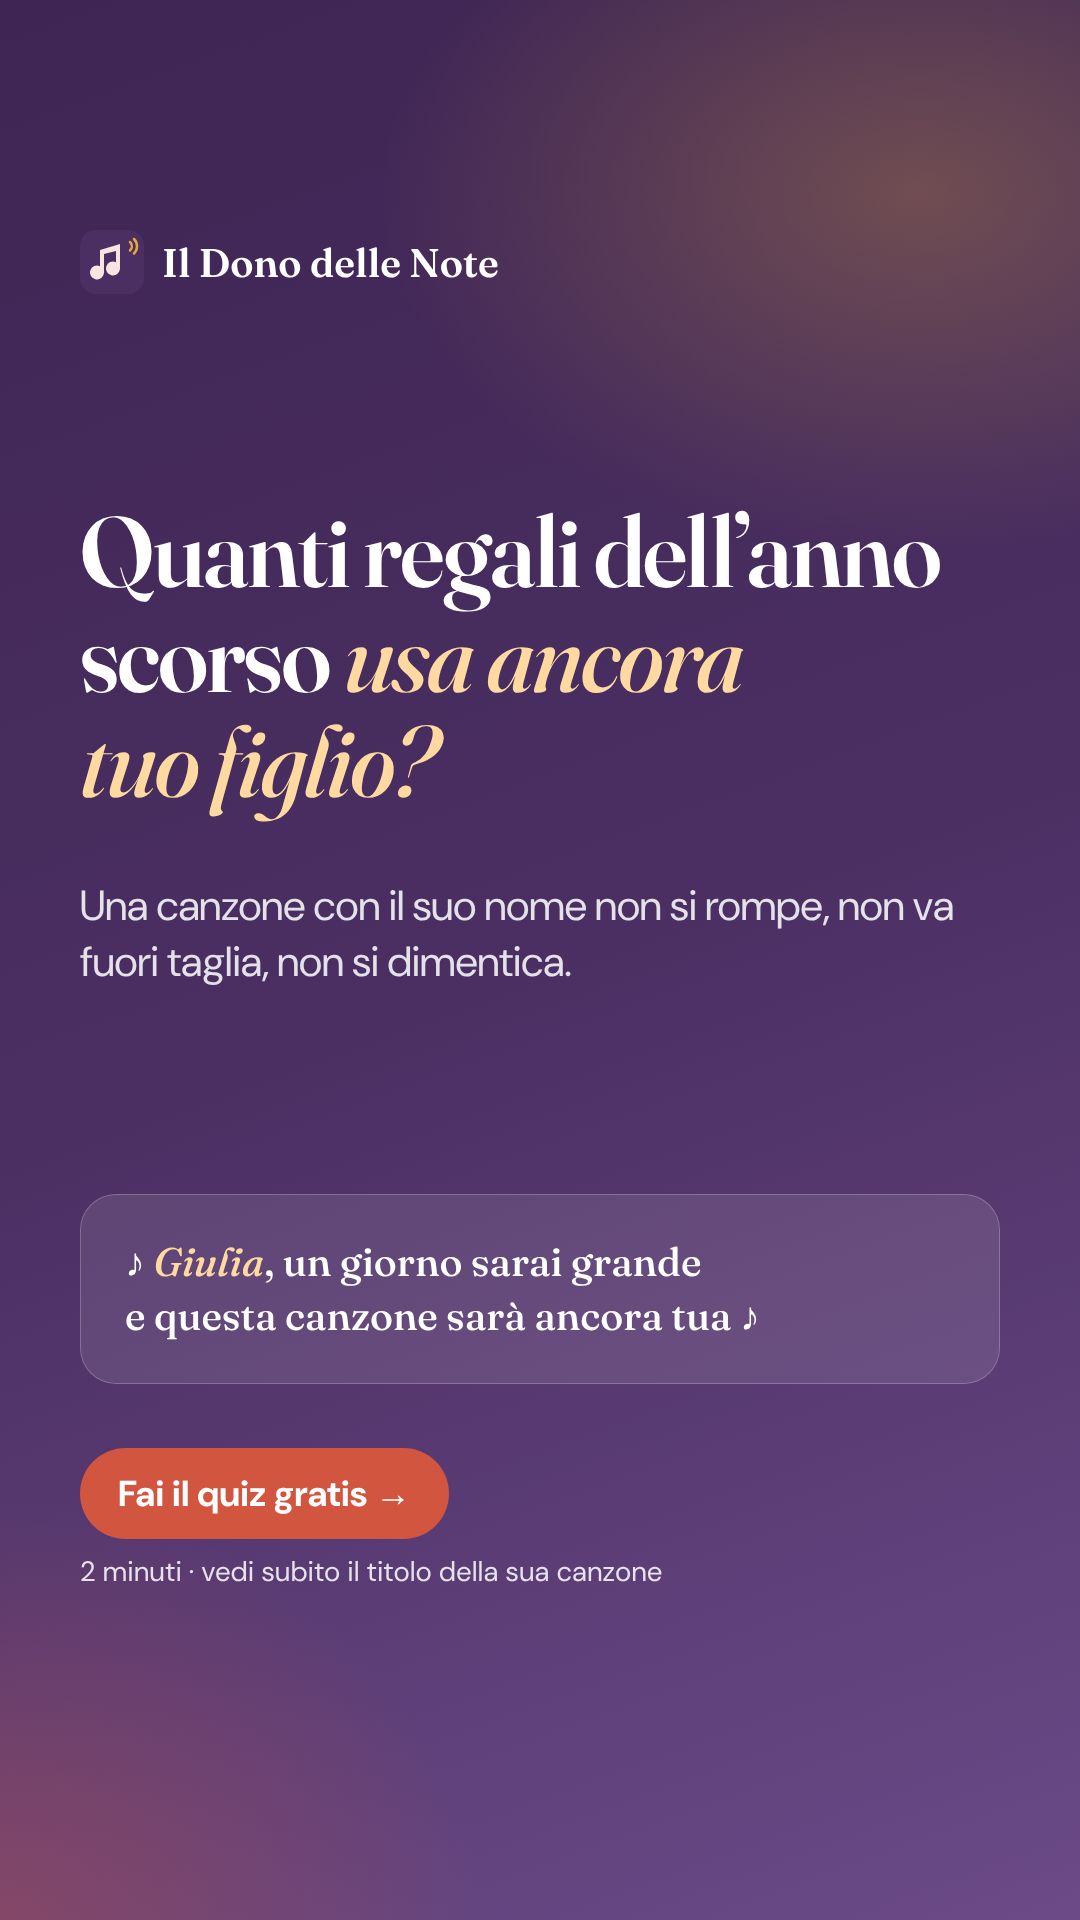 Il Dono delle Note
Quanti regali dell’anno
scorso usa ancora
tuo figlio?
Una canzone con il suo nome non si rompe, non va
fuori taglia, non si dimentica.
♪ Giulia, un giorno sarai grande
e questa canzone sarà ancora tua ♪
Fai il quiz gratis →
2 minuti · vedi subito il titolo della sua canzone